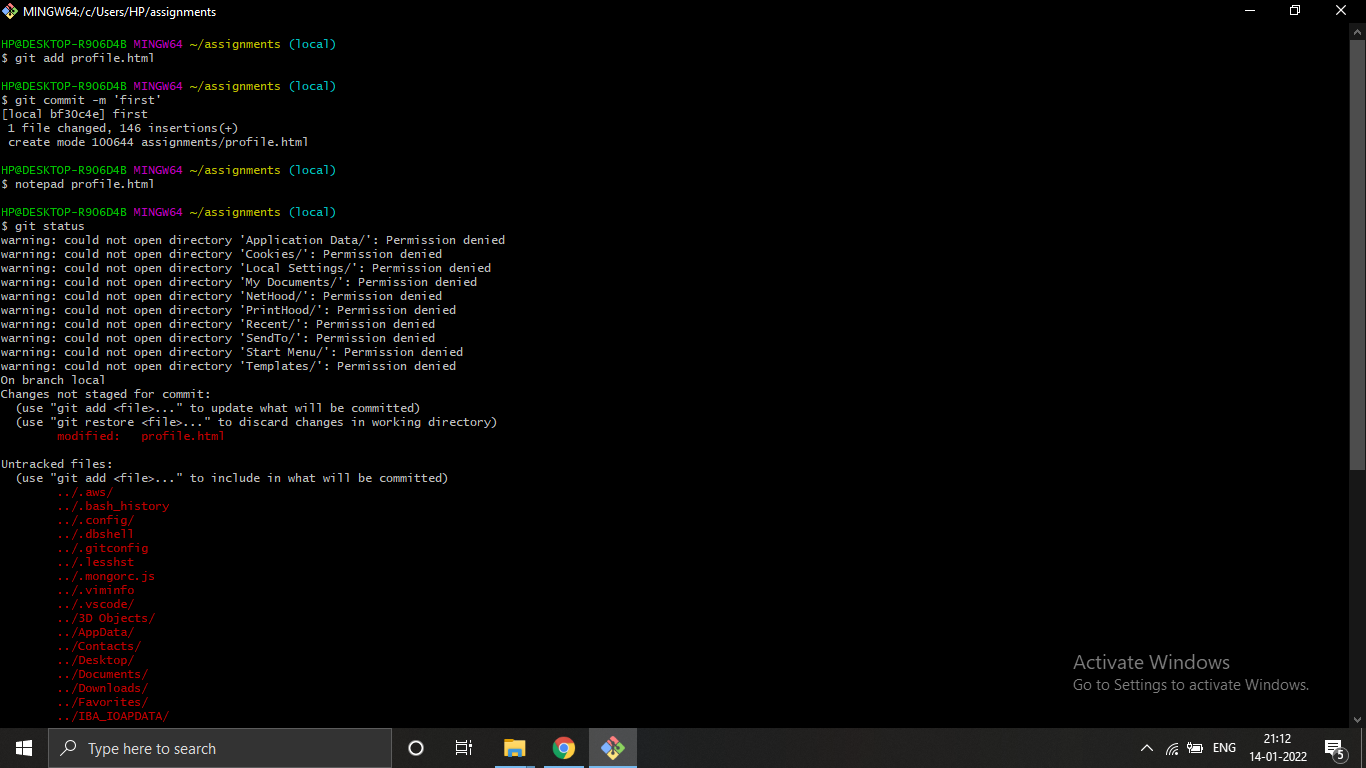 MINGW64:/c/Users/HP/assignments
HP@DESKTOP-R9O6D4B MINGW64 ~/assignments (local)
$ git add profile.html
HP@DESKTOP-R9O6D4B MINGW64 ~/assignments (local)
$ git commit -m 'first'
[local bf30c4e] first
 1 file changed, 146 insertions(+)
 create mode 100644 assignments/profile.html
HP@DESKTOP-R9O6D4B MINGW64 ~/assignments (local)
$ notepad profile.html
HP@DESKTOP-R9O6D4B MINGW64 ~/assignments (local)
$ git status
warning: could not open directory 'Application Data/': Permission denied
warning: could not open directory 'Cookies/': Permission denied
warning: could not open directory 'Local Settings/': Permission denied
warning: could not open directory 'My Documents/': Permission denied
warning: could not open directory 'NetHood/': Permission denied
warning: could not open directory 'PrintHood/': Permission denied
warning: could not open directory 'Recent/': Permission denied
warning: could not open directory 'SendTo/': Permission denied
warning: could not open directory 'Start Menu/': Permission denied
warning: could not open directory 'Templates/': Permission denied
On branch local
Changes not staged for commit:
  (use "git add <file>..." to update what will be committed)
  (use "git restore <file>..." to discard changes in working directory)
        modified:   profile.html
Untracked files:
  (use "git add <file>..." to include in what will be committed)
        ../.aws/
        ../.bash_history
        ../.config/
        ../.dbshell
        ../.gitconfig
        ../.lesshst
        ../.mongorc.js
        ../.viminfo
        ../.vscode/
        ../3D Objects/
        ../AppData/
        ../Contacts/
        ../Desktop/
        ../Documents/
        ../Downloads/
        ../Favorites/
        ../IBA_IOAPDATA/
Activate Windows
Go to Settings to activate Windows.
Type here to search
ENG
21:12
14-01-2022
5